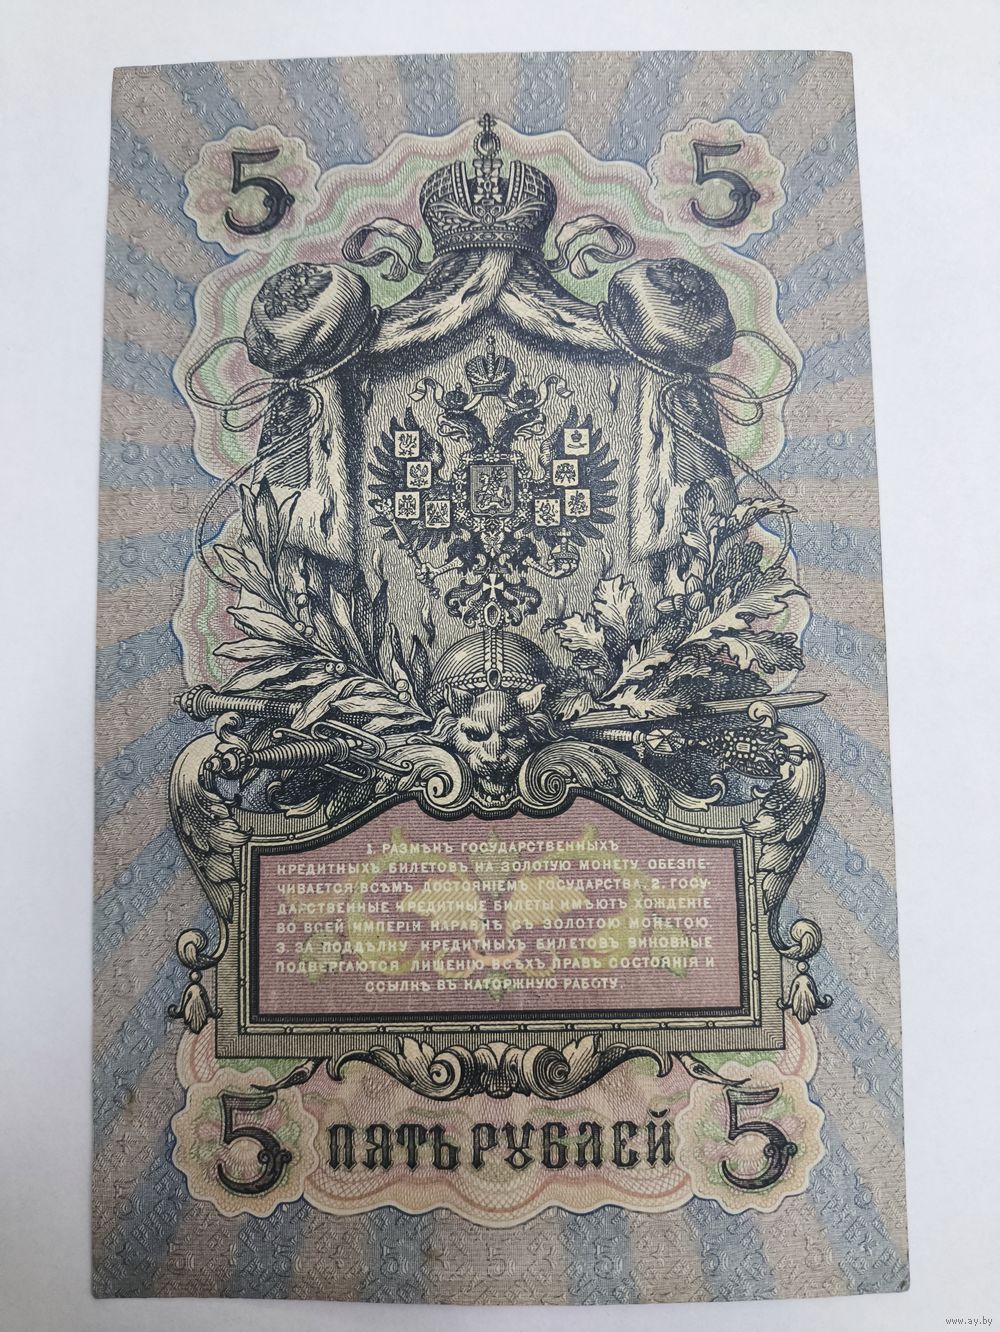 5 5
1. РАЗМѢНЪ ГОСУДАРСТВЕННЫХЪ
КРЕДИТНЫХЪ БИЛЕТОВЪ НА ЗОЛОТУЮ МОНЕТУ ОБЕЗПЕ-
ЧИВАЕТСЯ ВСѢМЪ ДОСТОЯНІЕМЪ ГОСУДАРСТВА. 2. ГОСУ-
ДАРСТВЕННЫЕ КРЕДИТНЫЕ БИЛЕТЫ ИМѢЮТЪ ХОЖДЕНІЕ
ВО ВСЕЙ ИМПЕРІИ НАРАВНѢ СЪ ЗОЛОТОЮ МОНЕТОЮ.
3. ЗА ПОДДѢЛКУ КРЕДИТНЫХЪ БИЛЕТОВЪ ВИНОВНЫЕ
ПОДВЕРГАЮТСЯ ЛИШЕНІЮ ВСѢХЪ ПРАВЪ СОСТОЯНІЯ И
ССЫЛКѢ ВЪ КАТОРЖНУЮ РАБОТУ.
5 ПЯТЬ РУБЛЕЙ 5
www.ay.by